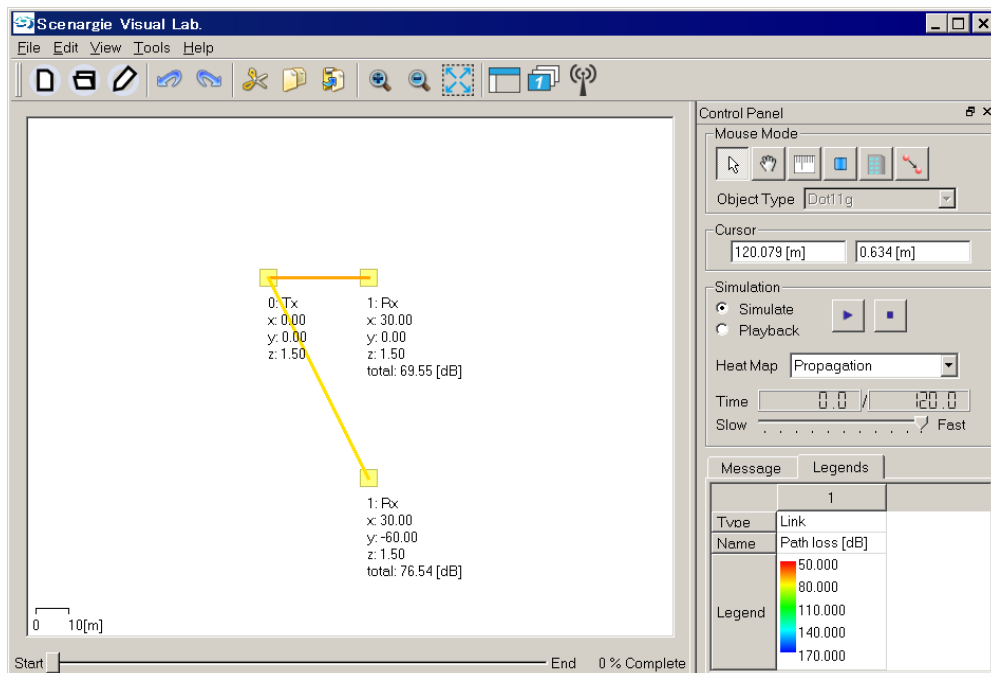 Scenargie Visual Lab.
File Edit View Tools Help
1
Control Panel
Mouse Mode
Object Type Dot11g
Cursor
120.079 [m] 0.634 [m]
Simulation
Simulate
Playback
Heat Map Propagation
Time 0.0 / 120.0
Slow Fast
Message Legends
1
Type Link
Name Path loss [dB]
Legend
50.000
80.000
110.000
140.000
170.000
0: Tx
x: 0.00
y: 0.00
z: 1.50
1: Rx
x: 30.00
y: 0.00
z: 1.50
total: 69.55 [dB]
1: Rx
x: 30.00
y: -60.00
z: 1.50
total: 76.54 [dB]
0 10[m]
Start End 0 % Complete